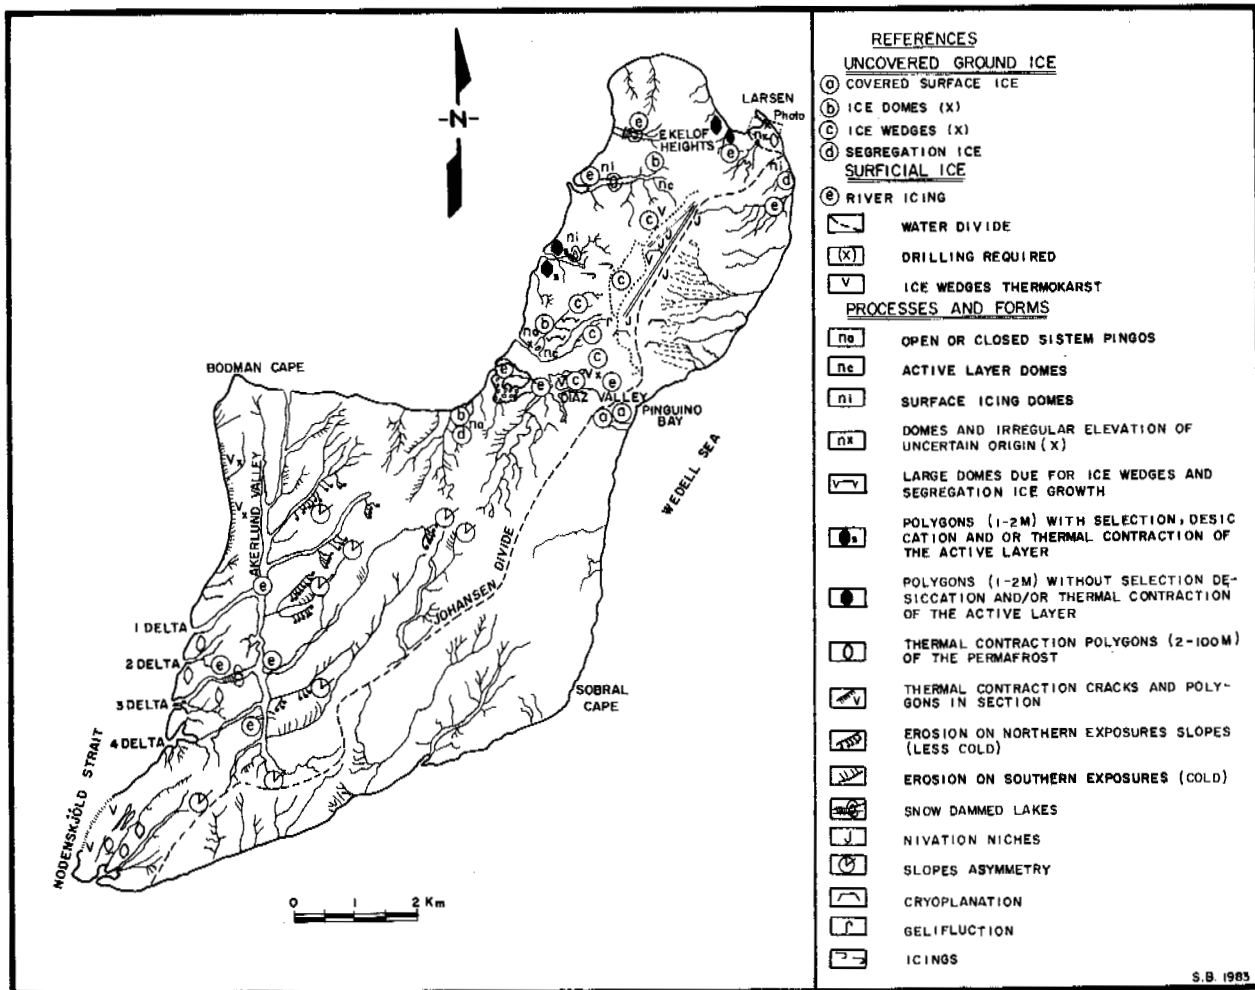 -N-
LARSEN
Photo
EKELOF
HEIGHTS
BODMAN CAPE
DIAZ VALLEY
PINGUINO
BAY
WEDELL SEA
AKERLUND VALLEY
JOHANSEN DIVIDE
1 DELTA
2 DELTA
3 DELTA
4 DELTA
SOBRAL
CAPE
NODENSKJÖLD STRAIT
0 1 2 Km
REFERENCES
UNCOVERED GROUND ICE
a COVERED SURFACE ICE
b ICE DOMES (X)
c ICE WEDGES (X)
d SEGREGATION ICE
SURFICIAL ICE
e RIVER ICING
WATER DIVIDE
(X) DRILLING REQUIRED
V ICE WEDGES THERMOKARST
PROCESSES AND FORMS
no OPEN OR CLOSED SISTEM PINGOS
nc ACTIVE LAYER DOMES
ni SURFACE ICING DOMES
nx DOMES AND IRREGULAR ELEVATION OF
UNCERTAIN ORIGIN (X)
LARGE DOMES DUE FOR ICE WEDGES AND
SEGREGATION ICE GROWTH
POLYGONS (1-2M) WITH SELECTION, DESIC
CATION AND OR THERMAL CONTRACTION OF
THE ACTIVE LAYER
POLYGONS (1-2M) WITHOUT SELECTION DE-
SICCATION AND/OR THERMAL CONTRACTION
OF THE ACTIVE LAYER
THERMAL CONTRACTION POLYGONS (2-100M)
OF THE PERMAFROST
THERMAL CONTRACTION CRACKS AND POLY-
GONS IN SECTION
EROSION ON NORTHERN EXPOSURES SLOPES
(LESS COLD)
EROSION ON SOUTHERN EXPOSURES (COLD)
SNOW DAMMED LAKES
NIVATION NICHES
SLOPES ASYMMETRY
CRYOPLANATION
GELIFLUCTION
ICINGS
S.B. 1983